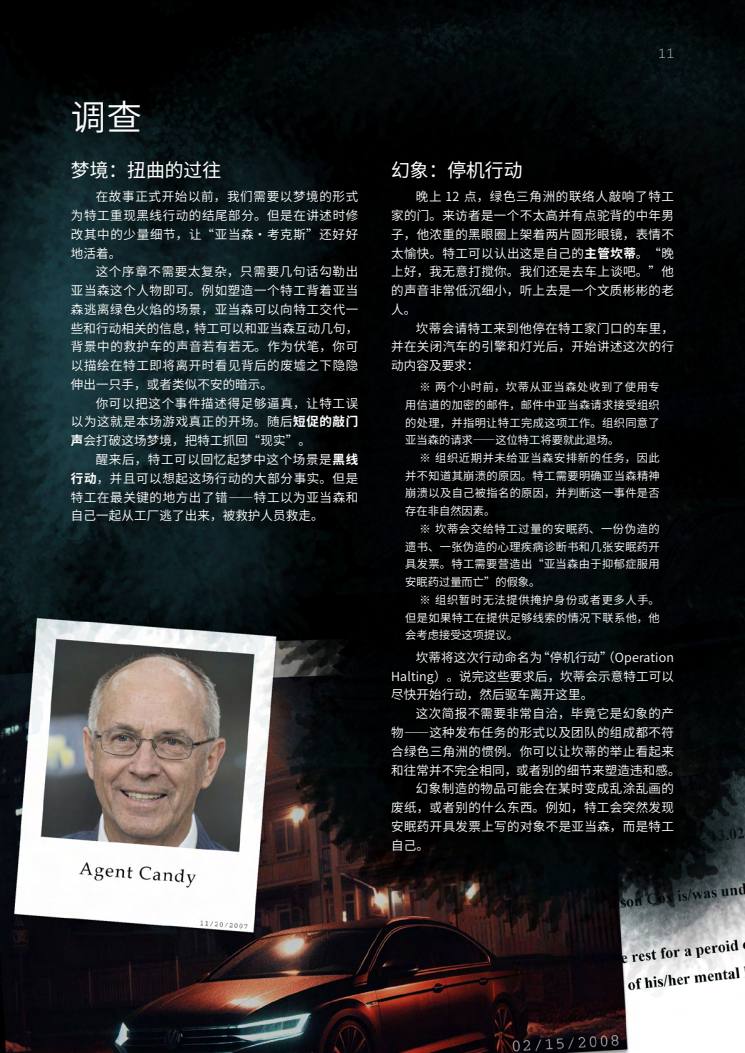 11
调查
梦境：扭曲的过往
在故事正式开始以前，我们需要以梦境的形式
为特工重现黑线行动的结尾部分。但是在讲述时修
改其中的少量细节，让“亚当森·考克斯”还好好
地活着。
这个序章不需要太复杂，只需要几句话勾勒出
亚当森这个人物即可。例如塑造一个特工背着亚当
森逃离绿色火焰的场景，亚当森可以向特工交代一
些和行动相关的信息，特工可以和亚当森互动几句，
背景中的救护车的声音若有若无。作为伏笔，你可
以描绘在特工即将离开时看见背后的废墟之下隐隐
伸出一只手，或者类似不安的暗示。
你可以把这个事件描述得足够逼真，让特工误
以为这就是本场游戏真正的开场。随后短促的敲门
声会打破这场梦境，把特工抓回“现实”。
醒来后，特工可以回忆起梦中这个场景是黑线
行动，并且可以想起这场行动的大部分事实。但是
特工在最关键的地方出了错——特工以为亚当森和
自己一起从工厂逃了出来，被救护人员救走。
幻象：停机行动
晚上 12 点，绿色三角洲的联络人敲响了特工
家的门。来访者是一个不太高并有点驼背的中年男
子，他浓重的黑眼圈上架着两片圆形眼镜，表情不
太愉快。特工可以认出这是自己的主管坎蒂。“晚
上好，我无意打搅你。我们还是去车上谈吧。”他
的声音非常低沉细小，听上去是一个文质彬彬的老
人。
坎蒂会请特工来到他停在特工家门口的车里，
并在关闭汽车的引擎和灯光后，开始讲述这次的行
动内容及要求：
※ 两个小时前，坎蒂从亚当森处收到了使用专
用信道的加密的邮件，邮件中亚当森请求接受组织
的处理，并指明让特工完成这项工作。组织同意了
亚当森的请求——这位特工将要就此退场。
※ 组织近期并未给亚当森安排新的任务，因此
并不知道其崩溃的原因。特工需要明确亚当森精神
崩溃以及自己被指名的原因，并判断这一事件是否
存在非自然因素。
※ 坎蒂会交给特工过量的安眠药、一份伪造的
遗书、一张伪造的心理疾病诊断书和几张安眠药开
具发票。特工需要营造出“亚当森由于抑郁症服用
安眠药过量而亡”的假象。
※ 组织暂时无法提供掩护身份或者更多人手。
但是如果特工在提供足够线索的情况下联系他，他
会考虑接受这项提议。
坎蒂将这次行动命名为“停机行动”（Operation
Halting）。说完这些要求后，坎蒂会示意特工可以
尽快开始行动，然后驱车离开这里。
这次简报不需要非常自洽，毕竟它是幻象的产
物——这种发布任务的形式以及团队的组成都不符
合绿色三角洲的惯例。你可以让坎蒂的举止看起来
和往常并不完全相同，或者别的细节来塑造违和感。
幻象制造的物品可能会在某时变成乱涂乱画的
废纸，或者别的什么东西。例如，特工会突然发现
安眠药开具发票上写的对象不是亚当森，而是特工
自己。
Agent Candy
11/20/2007
3.02
son Cox is/was und
e rest for a peroid
of his/her mental
02/15/2008